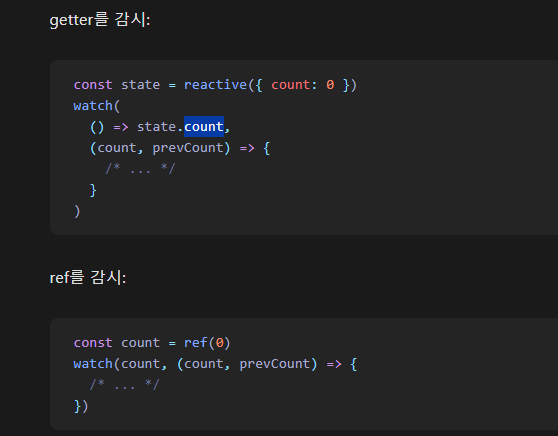 getter를 감시:
const state = reactive({ count: 0 })
watch(
  () => state.count,
  (count, prevCount) => {
    /* ... */
  }
)
ref를 감시:
const count = ref(0)
watch(count, (count, prevCount) => {
  /* ... */
})